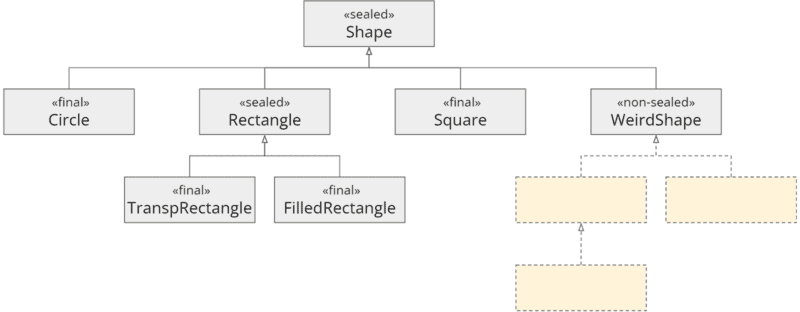 «sealed»
Shape
«final»
Circle
«sealed»
Rectangle
«final»
Square
«non-sealed»
WeirdShape
«final»
TranspRectangle
«final»
FilledRectangle